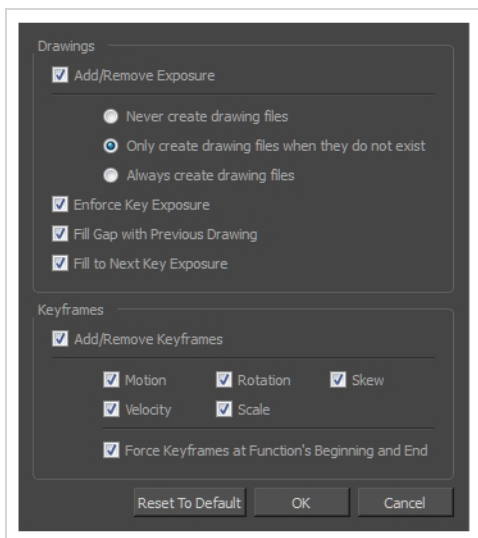 Drawings
Add/Remove Exposure
Never create drawing files
Only create drawing files when they do not exist
Always create drawing files
Enforce Key Exposure
Fill Gap with Previous Drawing
Fill to Next Key Exposure
Keyframes
Add/Remove Keyframes
Motion Rotation Skew
Velocity Scale
Force Keyframes at Function's Beginning and End
Reset To Default OK Cancel